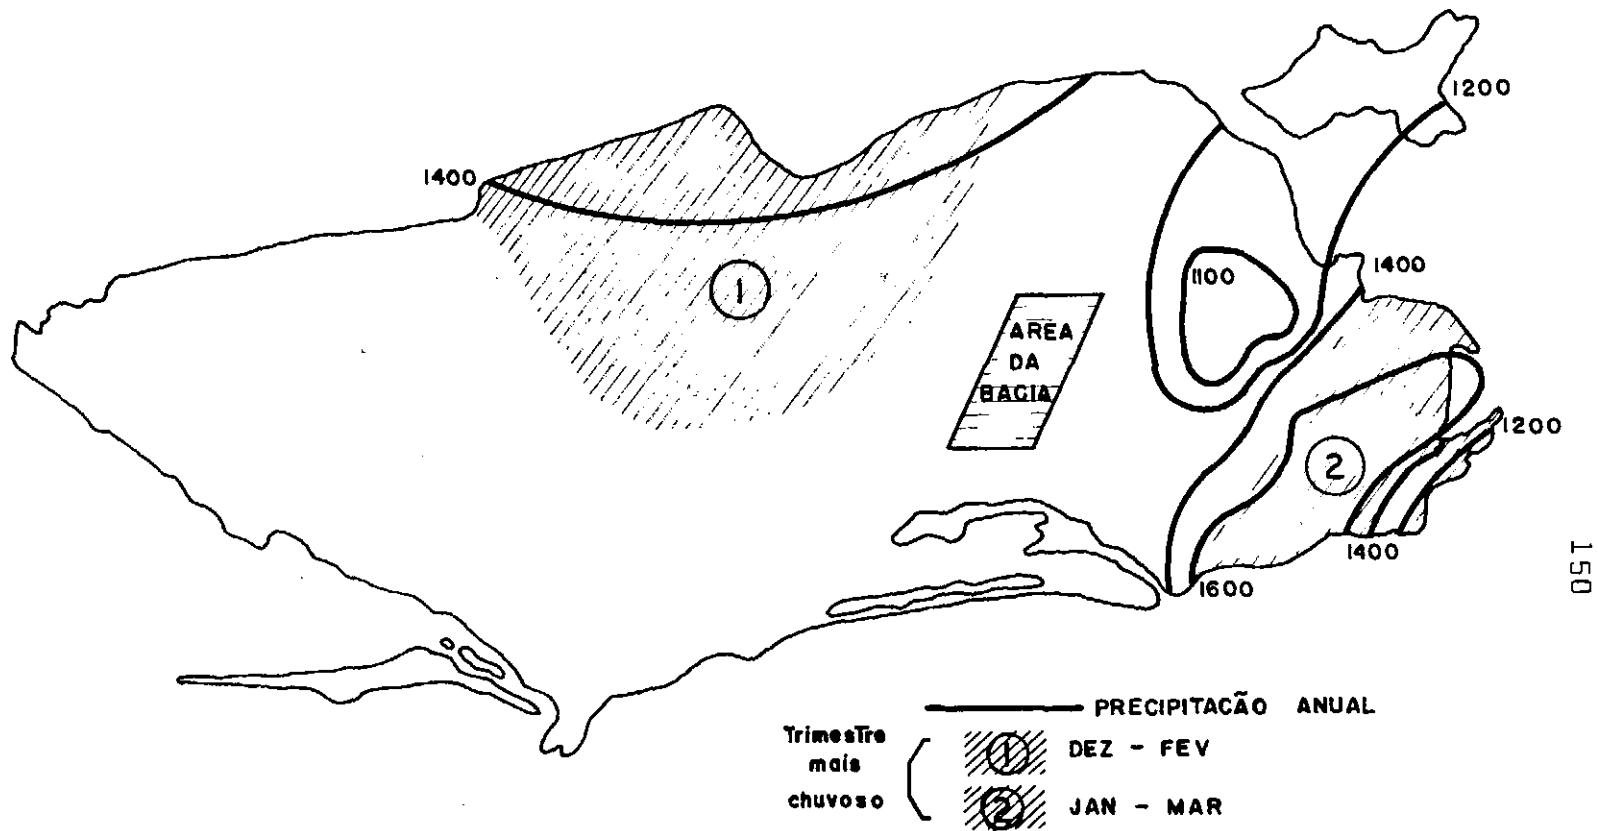 1200
1400
1400
1100
1
AREA
DA
BACIA
1200
2
1400
1600
150
PRECIPITACÃO ANUAL
Trimestre
mais
chuvoso
1 DEZ - FEV
2 JAN - MAR